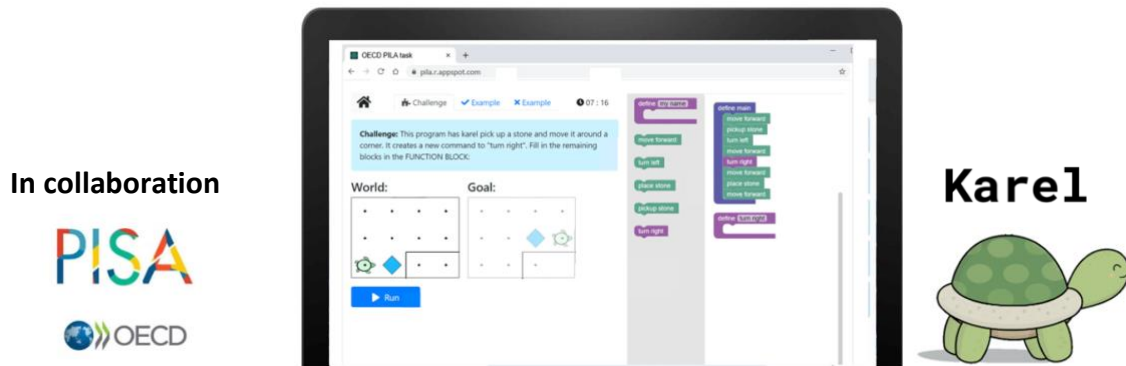 In collaboration
PISA
OECD
OECD PILA task
pila.r.appspot.com
Challenge
Example
Example
07 : 16
Challenge: This program has karel pick up a stone and move it around a
corner. It creates a new command to "turn right". Fill in the remaining
blocks in the FUNCTION BLOCK:
World:
Goal:
Run
define my name
move forward
turn left
place stone
pickup stone
turn right
define main
move forward
pickup stone
turn left
move forward
turn right
move forward
place stone
move forward
define turn right
Karel